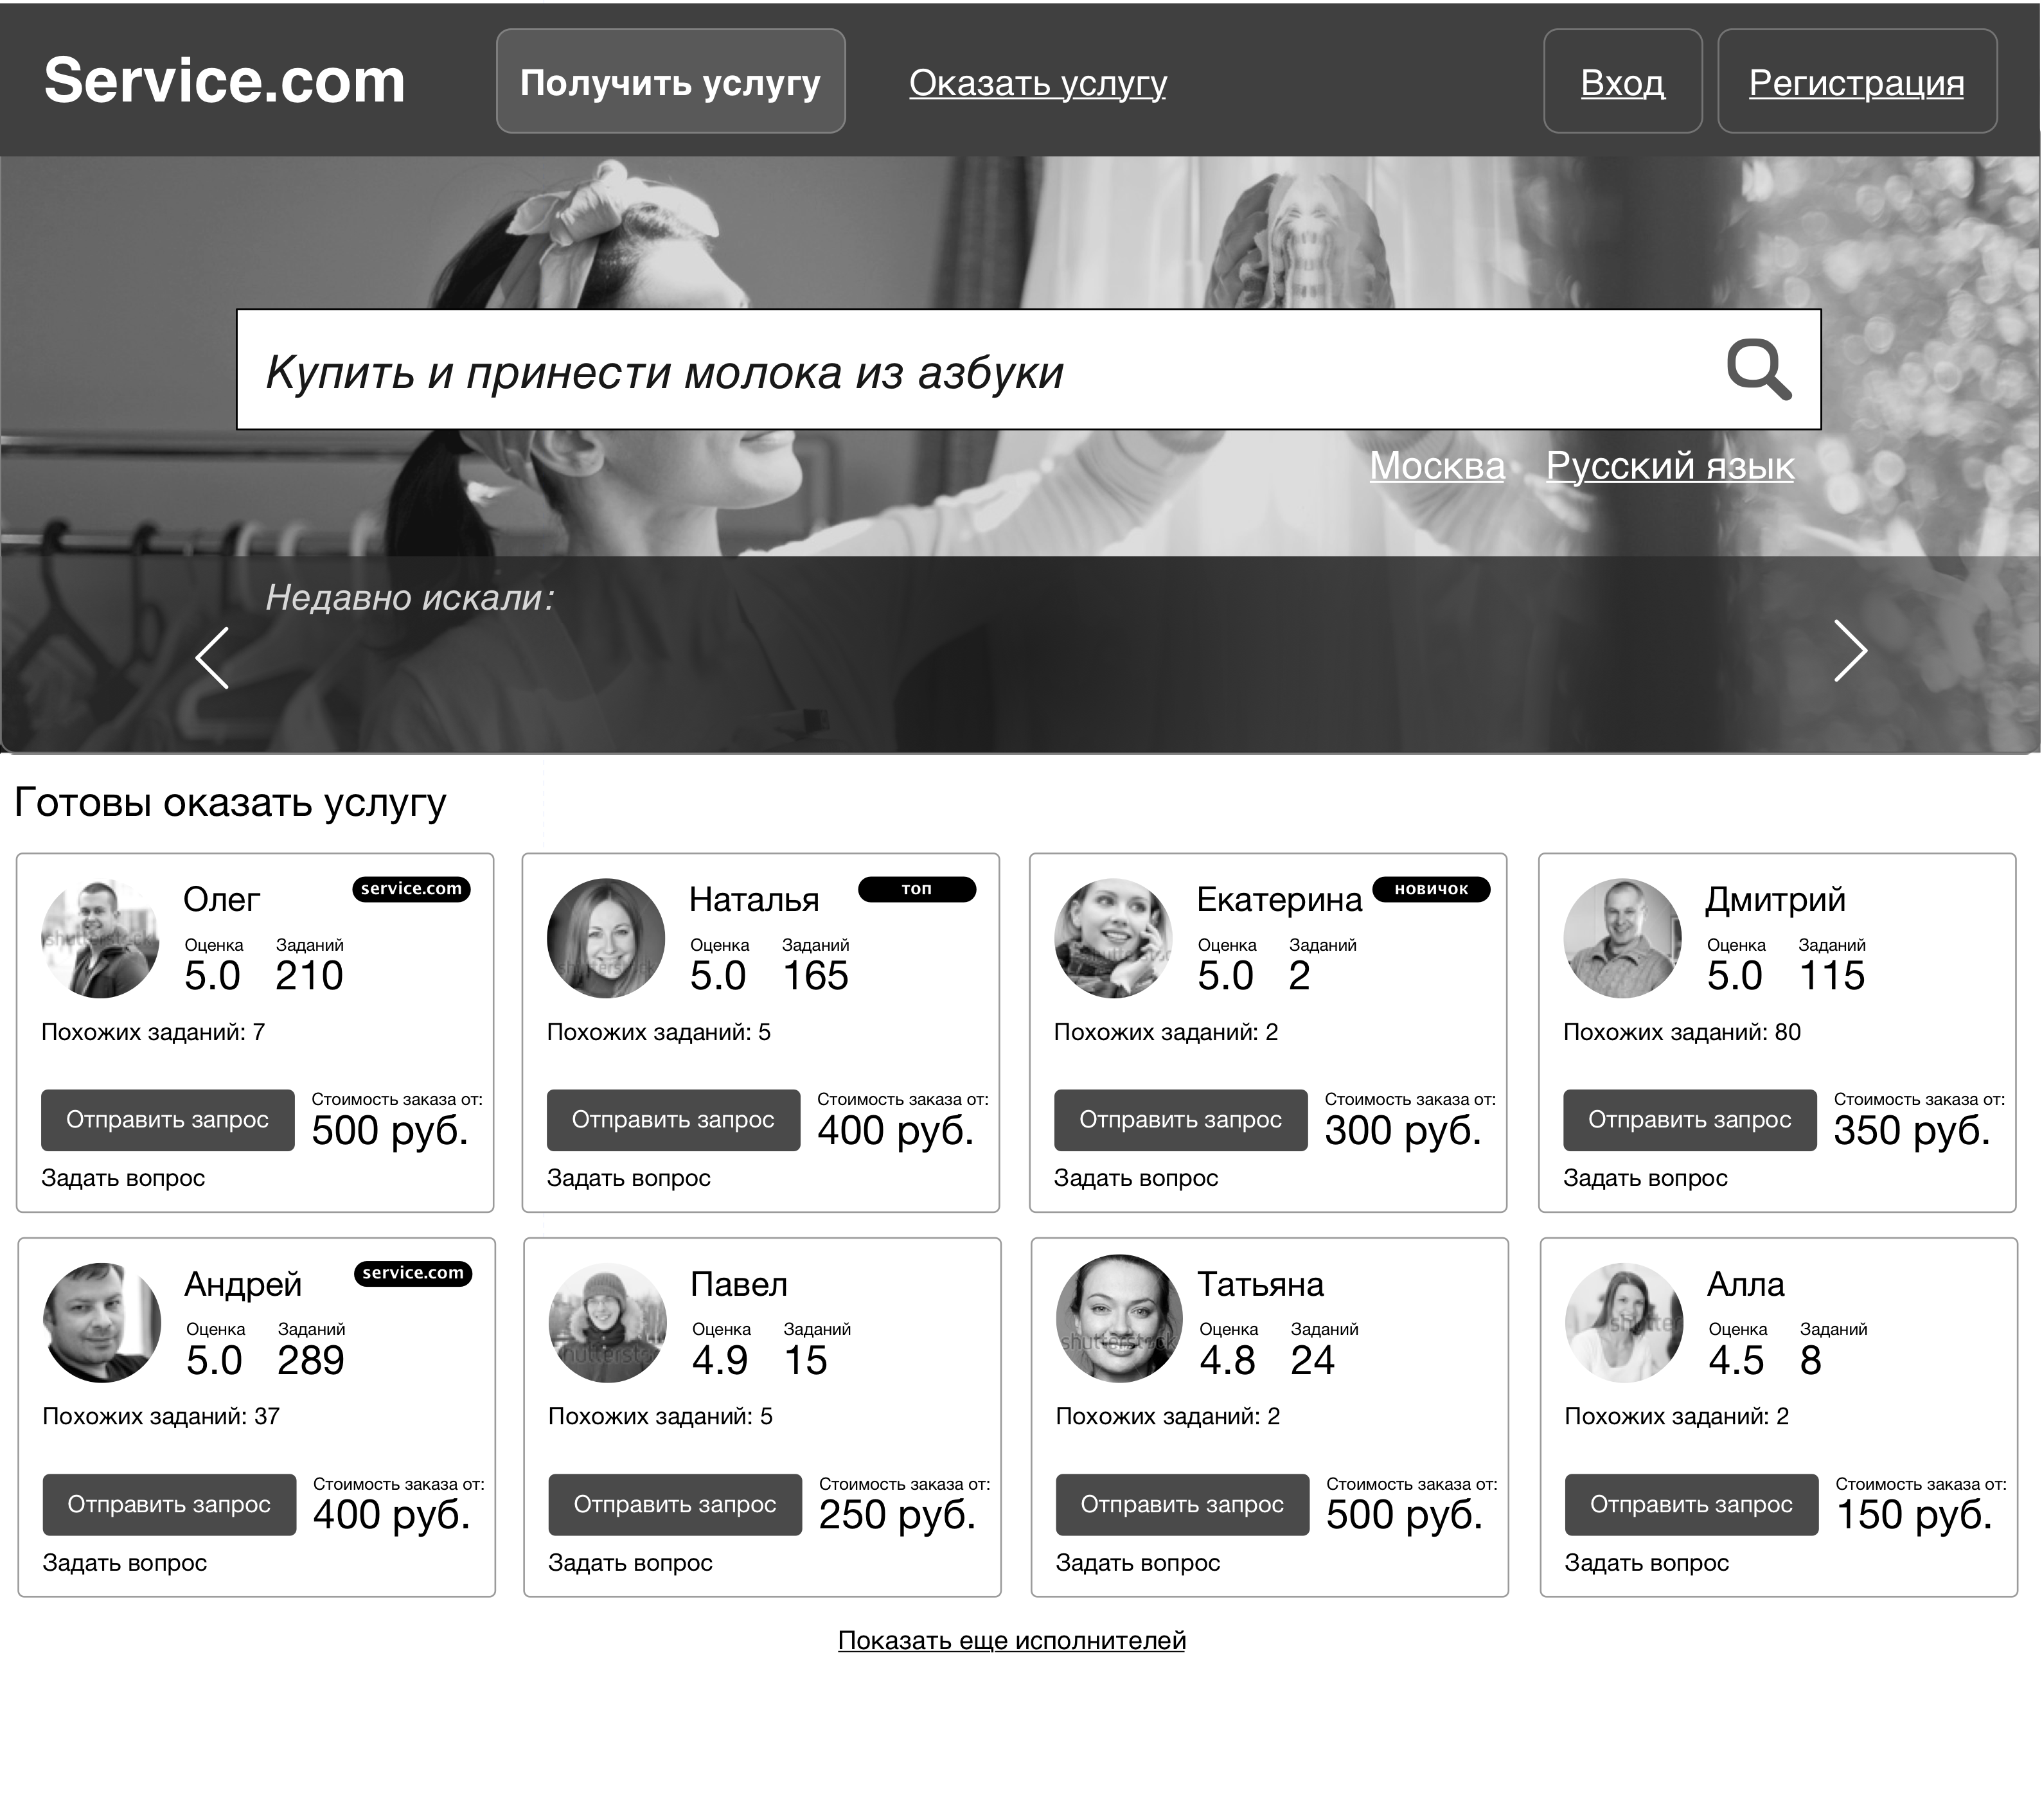 Service.com
Получить услугу
Оказать услугу
Вход
Регистрация
Купить и принести молока из азбуки
Москва
Русский язык
Недавно искали:
Готовы оказать услугу
Олег
service.com
Оценка Заданий
5.0 210
Похожих заданий: 7
Отправить запрос
Стоимость заказа от:
500 руб.
Задать вопрос
Наталья
топ
Оценка Заданий
5.0 165
Похожих заданий: 5
Отправить запрос
Стоимость заказа от:
400 руб.
Задать вопрос
Екатерина
новичок
Оценка Заданий
5.0 2
Похожих заданий: 2
Отправить запрос
Стоимость заказа от:
300 руб.
Задать вопрос
Дмитрий
Оценка Заданий
5.0 115
Похожих заданий: 80
Отправить запрос
Стоимость заказа от:
350 руб.
Задать вопрос
Андрей
service.com
Оценка Заданий
5.0 289
Похожих заданий: 37
Отправить запрос
Стоимость заказа от:
400 руб.
Задать вопрос
Павел
Оценка Заданий
4.9 15
Похожих заданий: 5
Отправить запрос
Стоимость заказа от:
250 руб.
Задать вопрос
Татьяна
shutterstock
Оценка Заданий
4.8 24
Похожих заданий: 2
Отправить запрос
Стоимость заказа от:
500 руб.
Задать вопрос
Алла
Оценка Заданий
4.5 8
Похожих заданий: 2
Отправить запрос
Стоимость заказа от:
150 руб.
Задать вопрос
Показать еще исполнителей